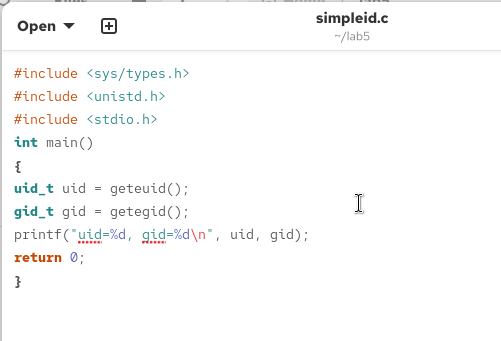 Open
simpleid.c
~/lab5
#include <sys/types.h>
#include <unistd.h>
#include <stdio.h>
int main()
{
uid_t uid = geteuid();
gid_t gid = getegid();
printf("uid=%d, gid=%d\n", uid, gid);
return 0;
}